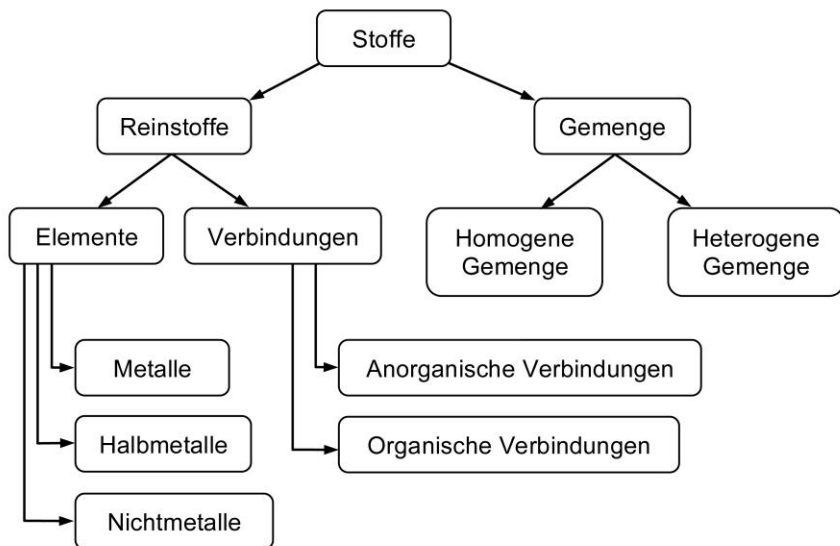 Stoffe
Reinstoffe
Gemenge
Elemente
Verbindungen
Homogene
Gemenge
Heterogene
Gemenge
Metalle
Anorganische Verbindungen
Halbmetalle
Organische Verbindungen
Nichtmetalle